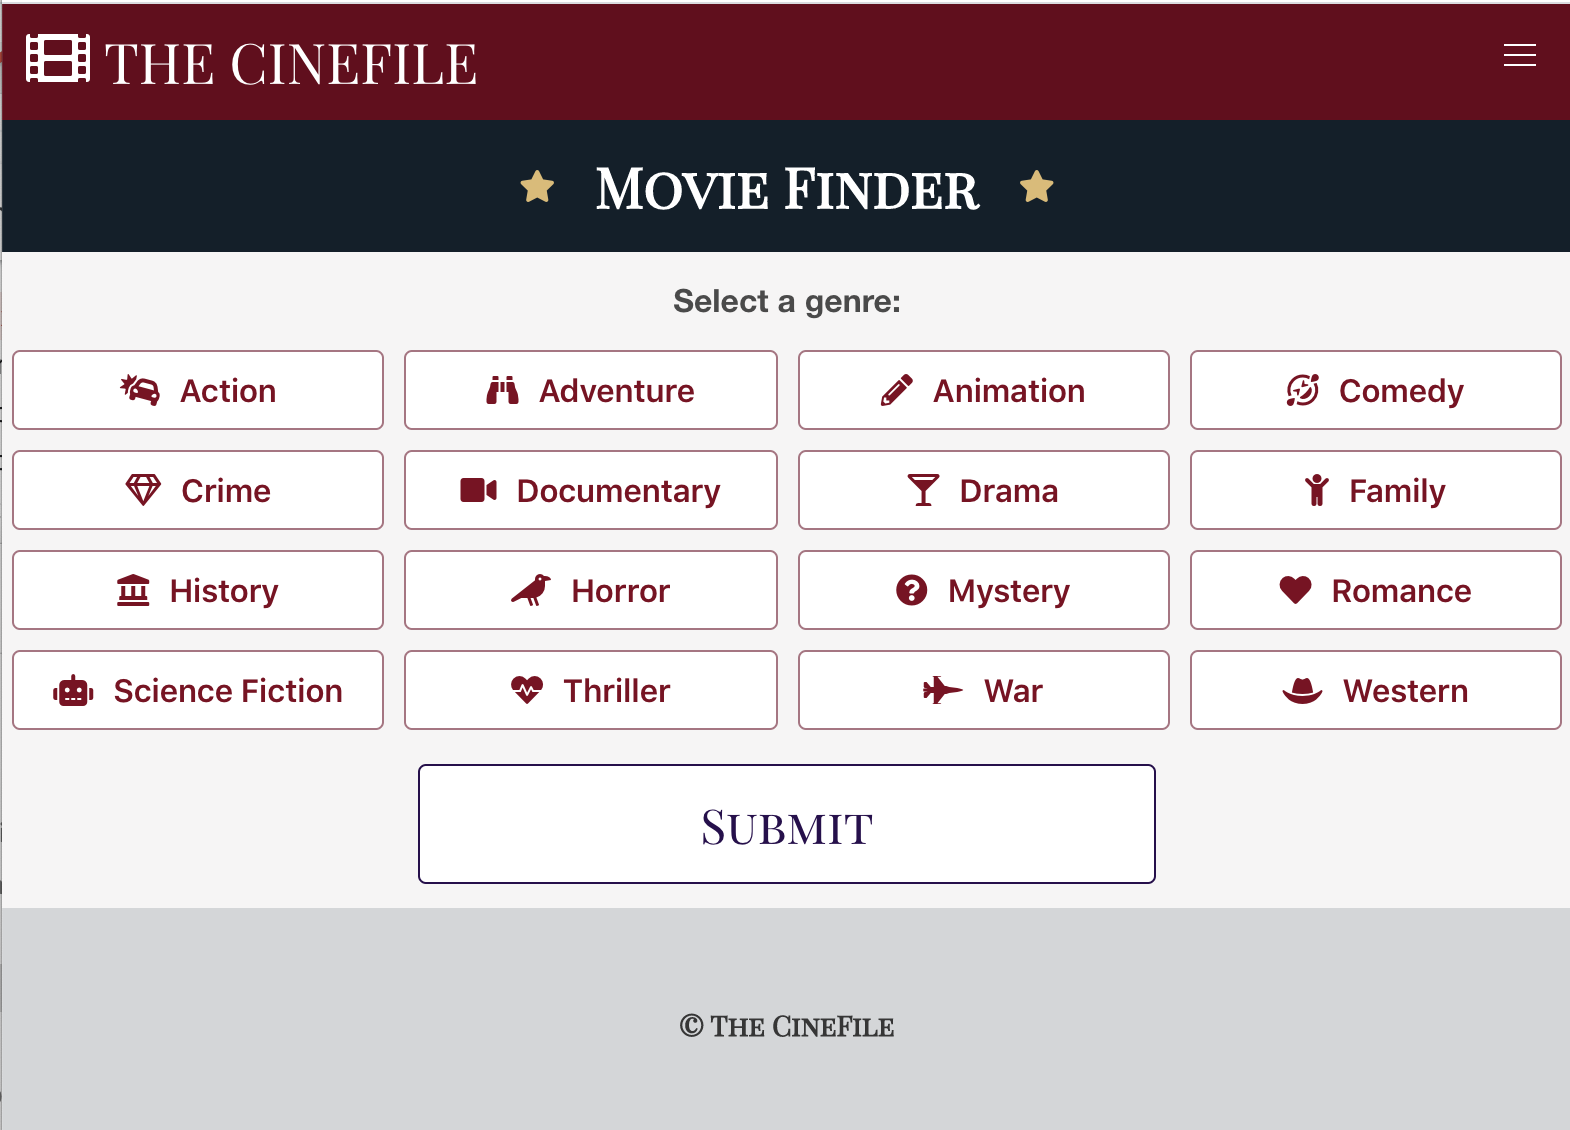 THE CINEFILE
MOVIE FINDER
Select a genre:
Action Adventure Animation Comedy
Crime Documentary Drama Family
History Horror Mystery Romance
Science Fiction Thriller War Western
SUBMIT
© THE CINEFILE